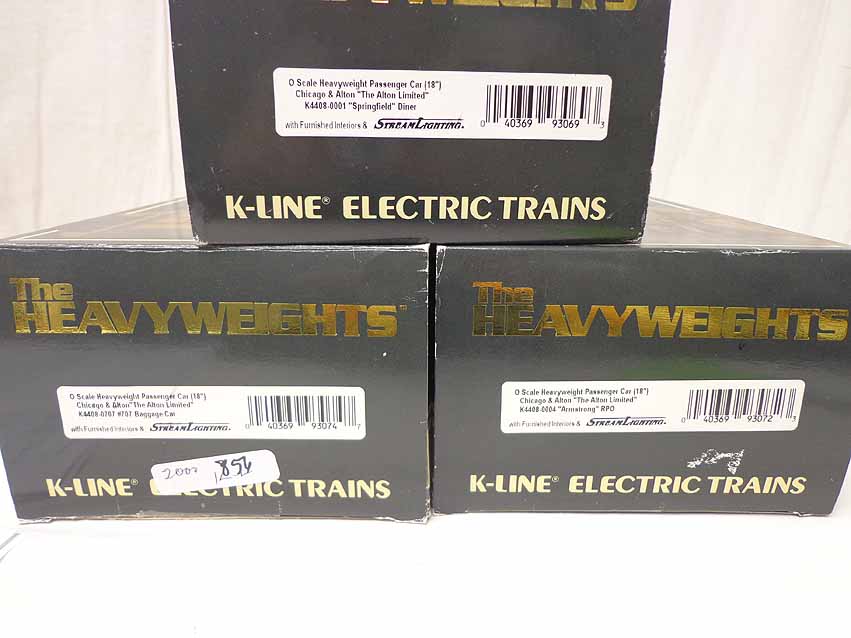 HEAVYWEIGHTS
O Scale Heavyweight Passenger Car (18")
Chicago & Alton "The Alton Limited"
K4408-0001 "Springfield" Diner
with Furnished Interiors & STREAMLIGHTING.
0 40369 93069 3
K-LINE® ELECTRIC TRAINS
The
HEAVYWEIGHTS™
O Scale Heavyweight Passenger Car (18")
Chicago & Alton "The Alton Limited"
K4408-0707 #707 Baggage Car
with Furnished Interiors & STREAMLIGHTING.
0 40369 93074 7
2007
K-LINE® ELECTRIC TRAINS
The
HEAVYWEIGHTS
O Scale Heavyweight Passenger Car (18")
Chicago & Alton "The Alton Limited"
K4408-0004 "Armstrong" RPO
with Furnished Interiors & STREAMLIGHTING.
0 40369 93072 3
K-LINE® ELECTRIC TRAINS